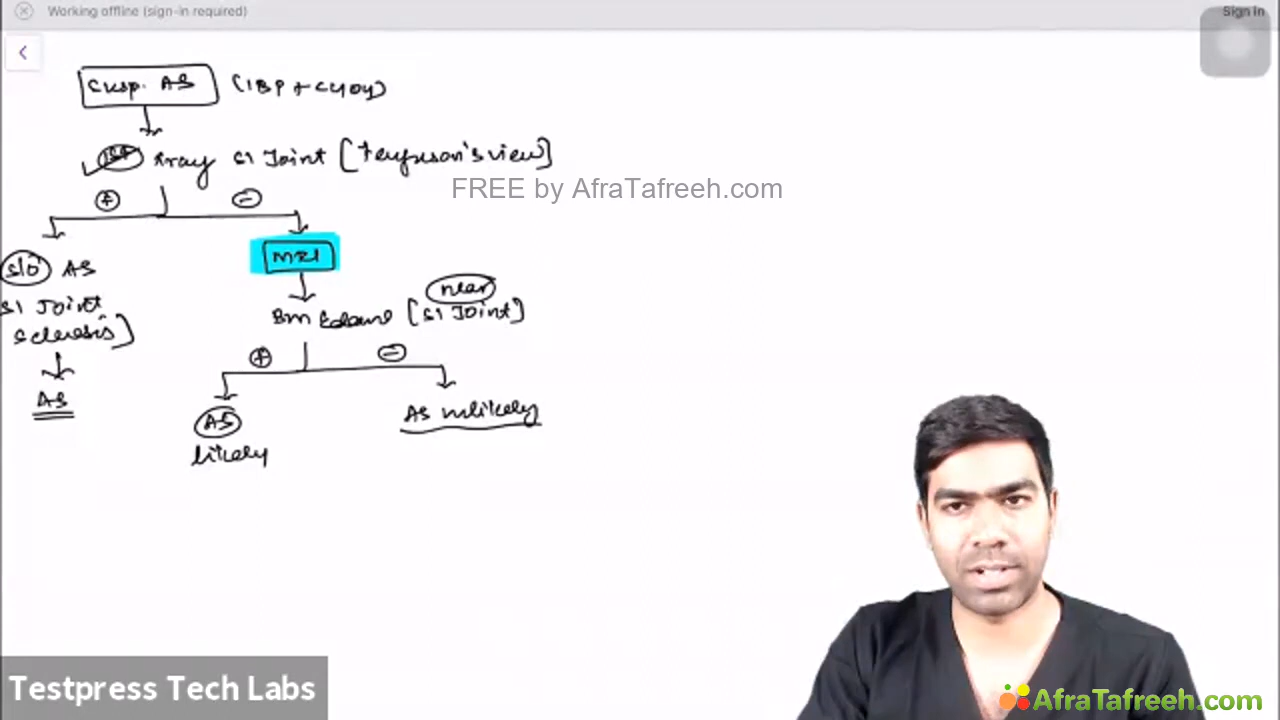 Working offline (sign-in required)
Sign in
Cusp. AS (IBP + <40y)
1st Xray SI Joint [Ferguson's view]
FREE by AfraTafreeh.com
+ −
MRI
S/O AS
near
SI Joint
BM Edema [SI Joint]
Sclerosis]
+ −
AS
AS AS unlikely
likely
Testpress Tech Labs
AfraTafreeh.com